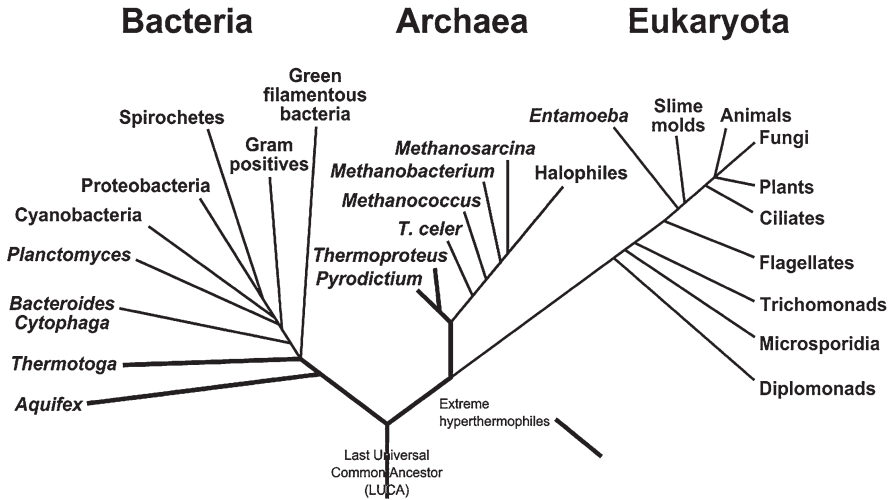 Bacteria
Archaea
Eukaryota
Green
filamentous
bacteria
Spirochetes
Gram
positives
Proteobacteria
Cyanobacteria
Planctomyces
Bacteroides
Cytophaga
Thermotoga
Aquifex
Methanosarcina
Methanobacterium
Halophiles
Methanococcus
T. celer
Thermoproteus
Pyrodictium
Entamoeba
Slime
molds
Animals
Fungi
Plants
Ciliates
Flagellates
Trichomonads
Microsporidia
Diplomonads
Extreme
hyperthermophiles
Last Universal
Common Ancestor
(LUCA)